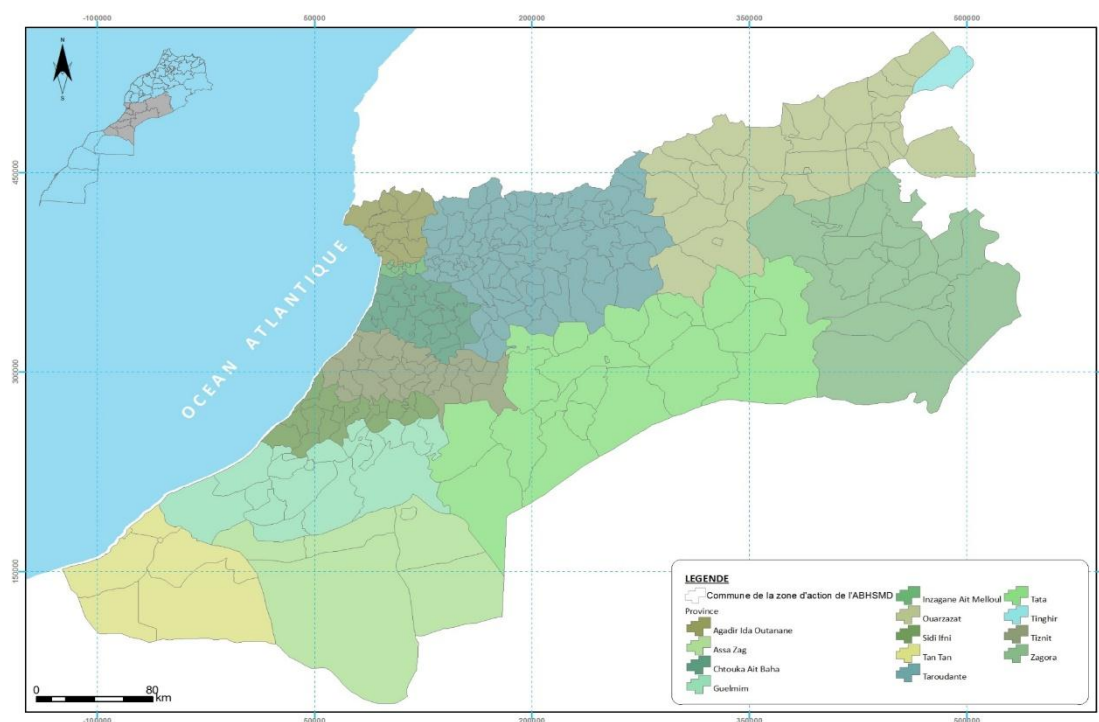 -100000 50000 200000 350000 500000
N
S
450000
300000
150000
OCEAN ATLANTIQUE
LEGENDE
Commune de la zone d'action de l'ABHSMD
Province
Agadir Ida Outanane
Assa Zag
Chtouka Ait Baha
Guelmim
Inzagane Ait Melloul
Ouarzazat
Sidi Ifni
Tan Tan
Taroudante
Tata
Tinghir
Tiznit
Zagora
0 80
km
-100000 50000 200000 350000 500000